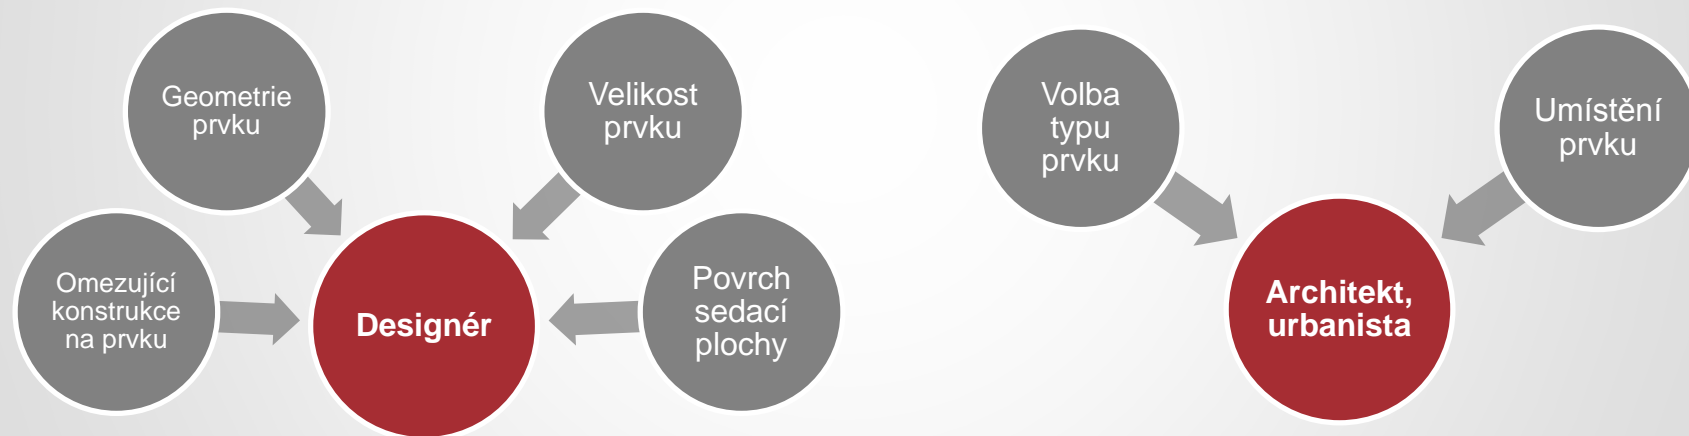 Geometrie
prvku
Velikost
prvku
Omezující
konstrukce
na prvku
Designér
Povrch
sedací
plochy
Volba
typu
prvku
Umístění
prvku
Architekt,
urbanista